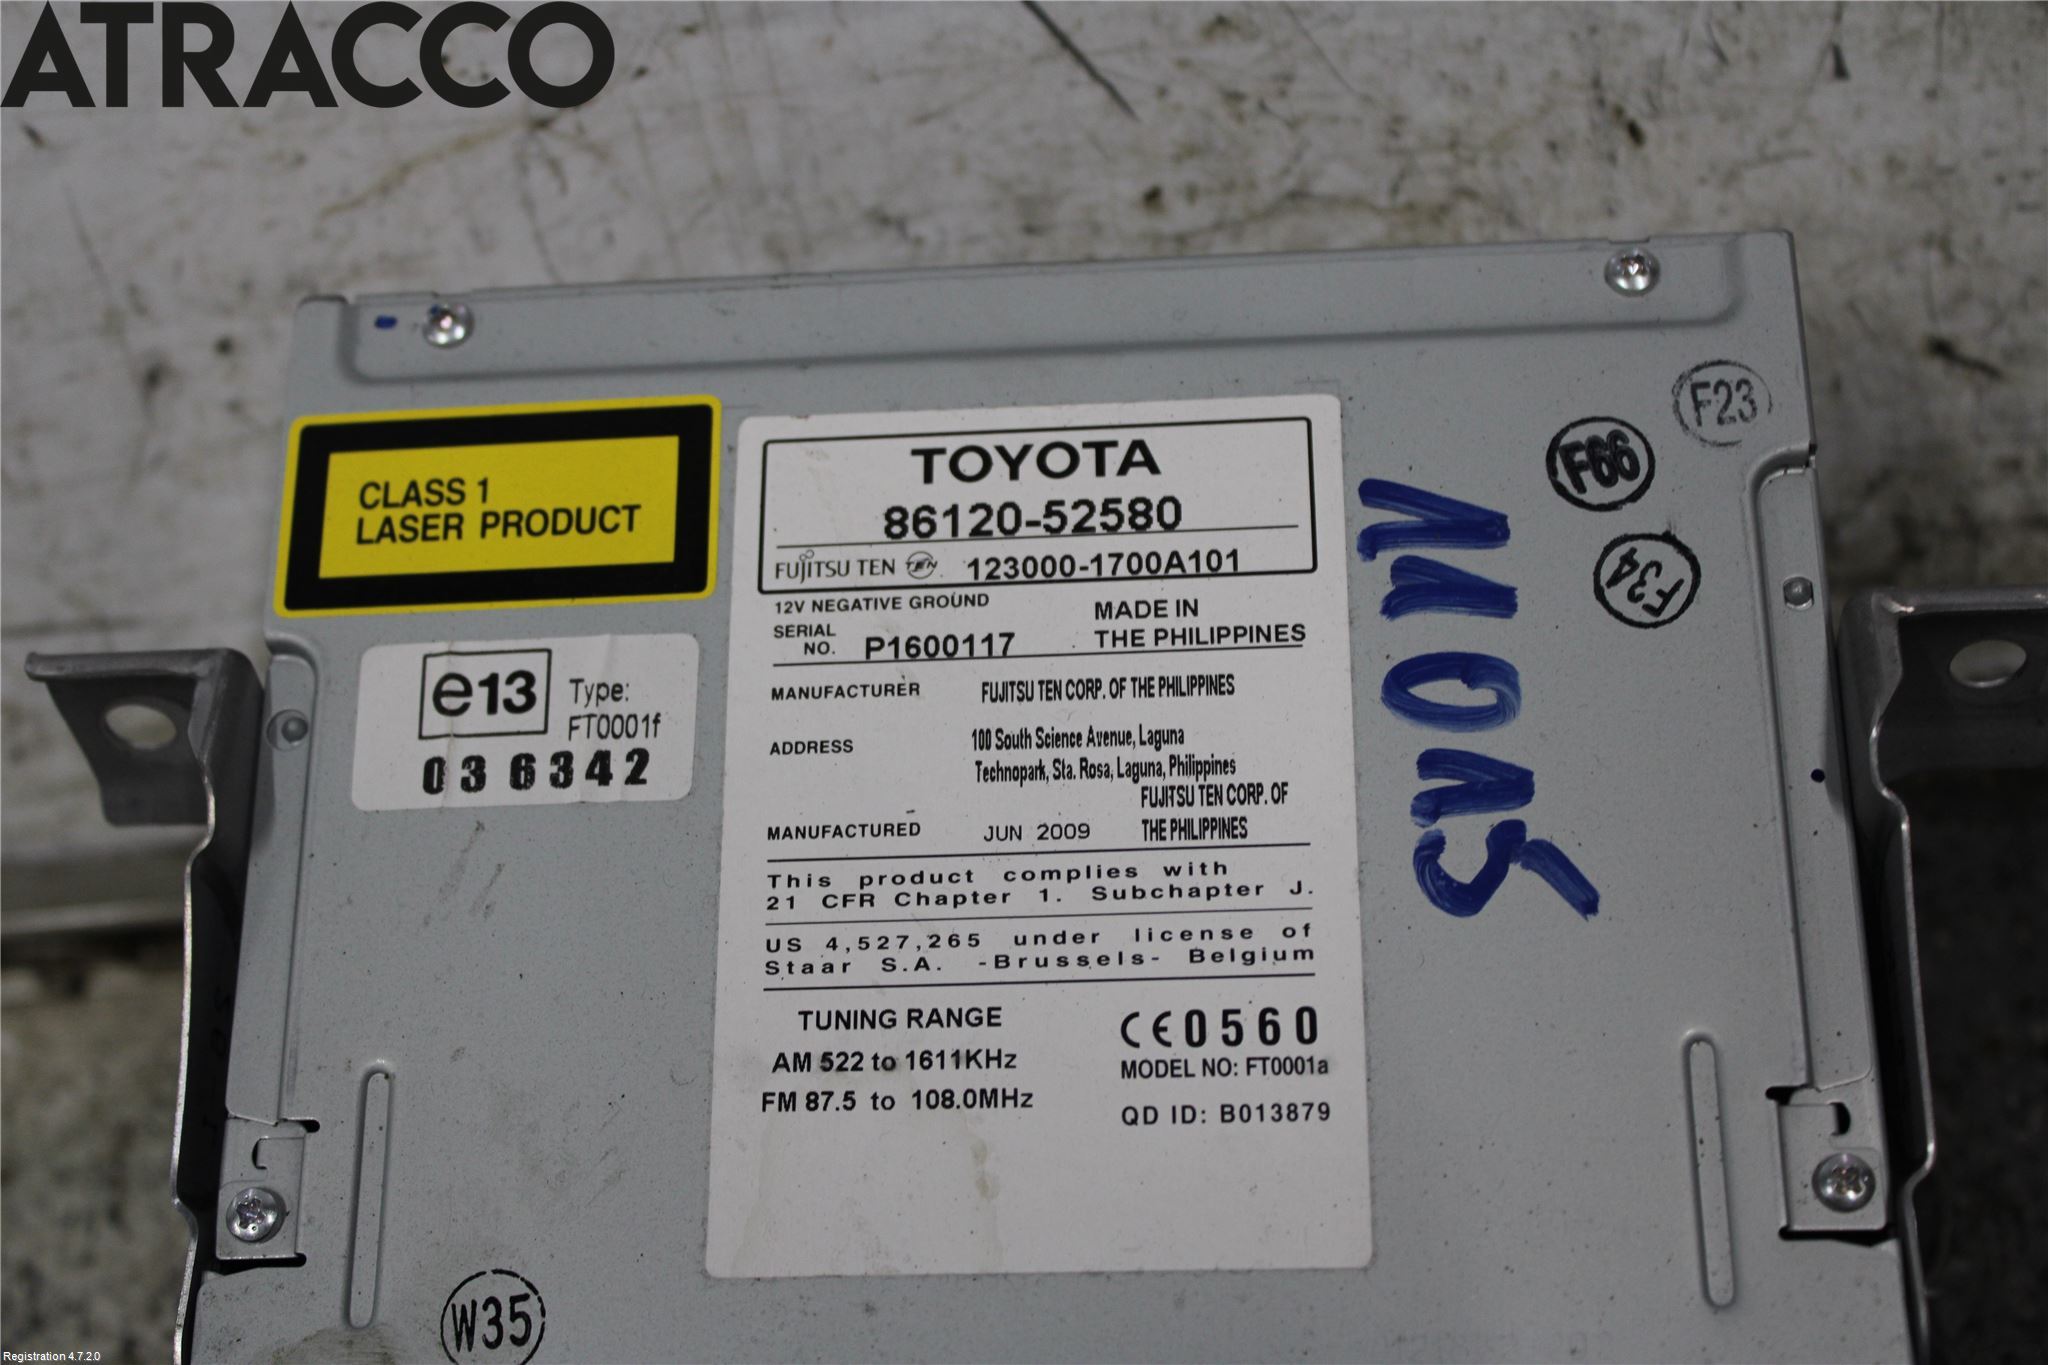 ATRACCO
F23
F66
F34
CLASS 1
LASER PRODUCT
TOYOTA
86120-52580
FUJITSU TEN TEN 123000-1700A101
12V NEGATIVE GROUND
MADE IN
THE PHILIPPINES
SERIAL
NO. P1600117
e13 Type:
FT0001f
036342
MANUFACTURER FUJITSU TEN CORP. OF THE PHILIPPINES
ADDRESS 100 South Science Avenue, Laguna
Technopark, Sta. Rosa, Laguna, Philippines
FUJITSU TEN CORP. OF
MANUFACTURED JUN 2009 THE PHILIPPINES
This product complies with
21 CFR Chapter 1. Subchapter J.
US 4,527,265 under license of
Staar S.A. -Brussels- Belgium
TUNING RANGE
AM 522 to 1611KHz
FM 87.5 to 108.0MHz
CE0560
MODEL NO: FT0001a
QD ID: B013879
W35
Registration 4.7.2.0